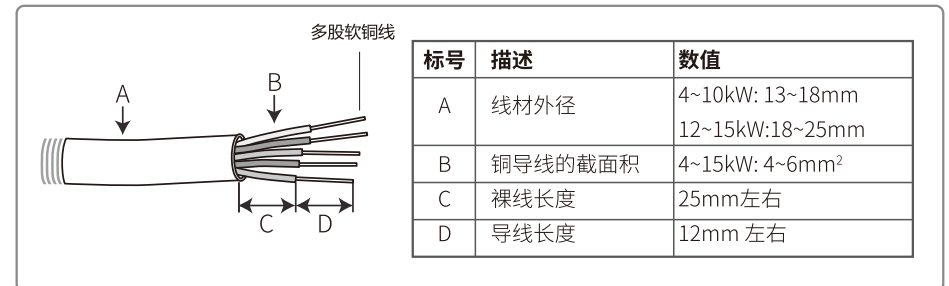 多股软铜线
A
B
C
D
标号 描述 数值
A 线材外径 4~10kW: 13~18mm
12~15kW:18~25mm
B 铜导线的截面积 4~15kW: 4~6mm²
C 裸线长度 25mm左右
D 导线长度 12mm 左右